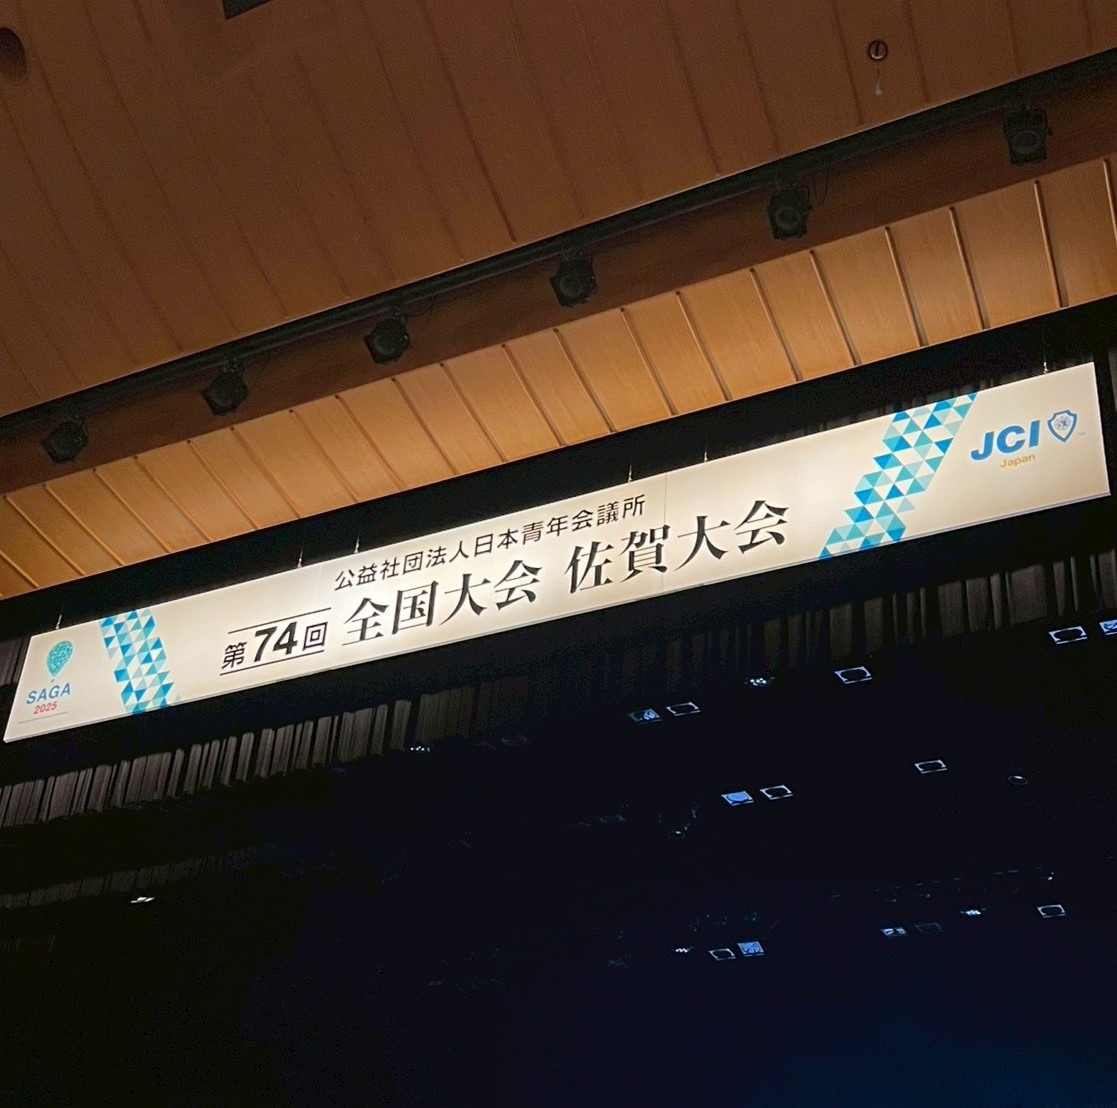 公益社団法人日本青年会議所
第74回 全国大会 佐賀大会
SAGA
2025
JCI
Japan